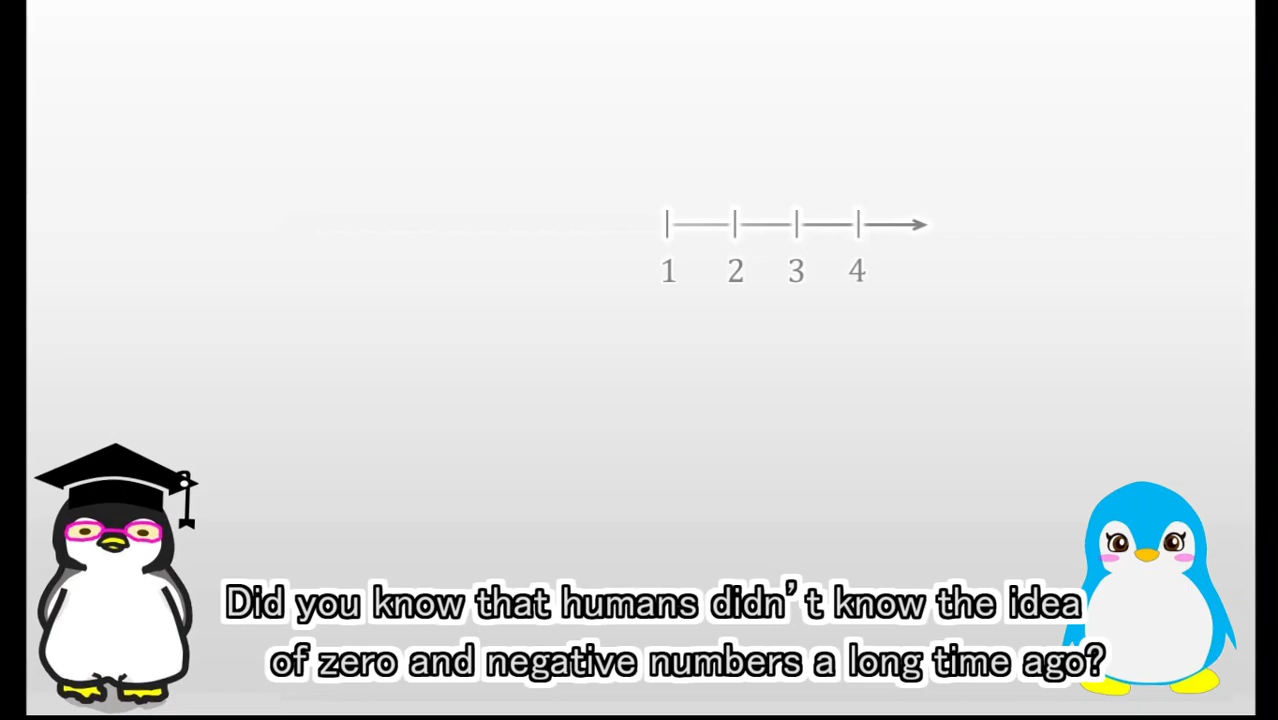 1 2 3 4
Did you know that humans didn't know the idea
of zero and negative numbers a long time ago?